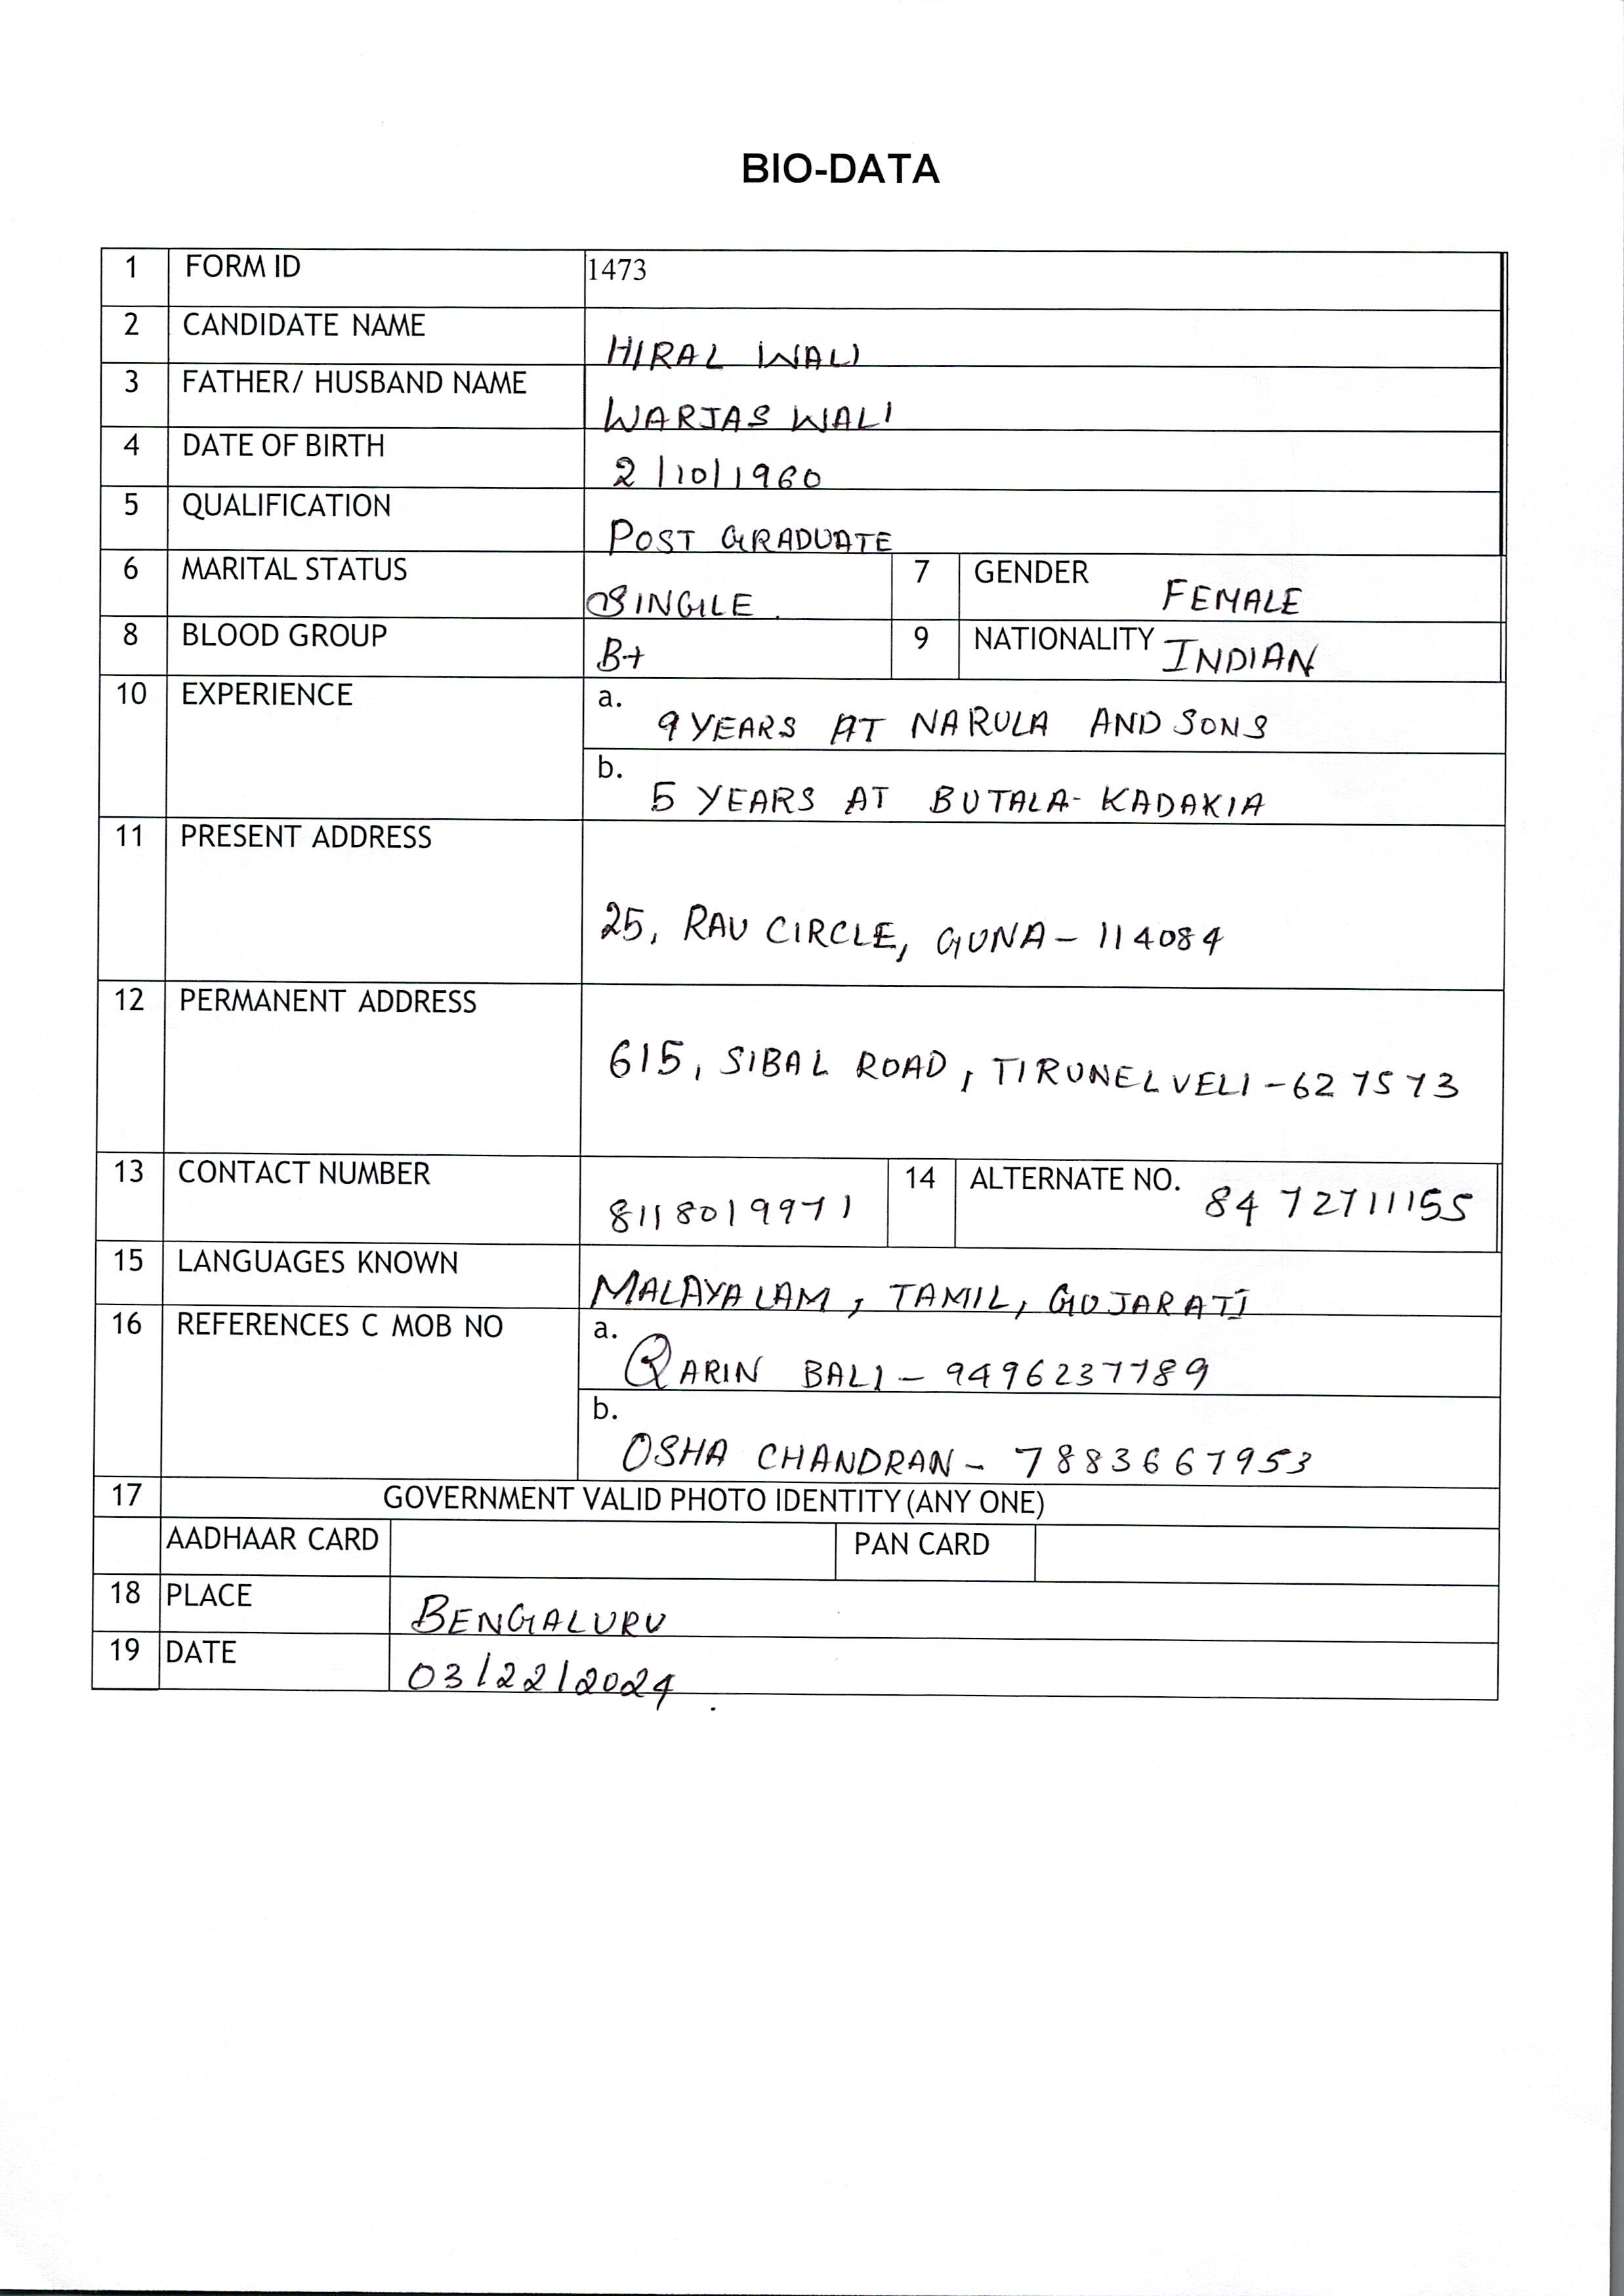 BIO-DATA
1 FORM ID 1473
2 CANDIDATE NAME HIRAL WALI
3 FATHER/ HUSBAND NAME WARJAS WALI
4 DATE OF BIRTH 2/10/1960
5 QUALIFICATION POST GRADUATE
6 MARITAL STATUS SINGLE 7 GENDER FEMALE
8 BLOOD GROUP B+ 9 NATIONALITY INDIAN
10 EXPERIENCE a. 9 YEARS AT NARULA AND SONS
b. 5 YEARS AT BUTALA-KADAKIA
11 PRESENT ADDRESS
25, RAU CIRCLE, GUNA-114084
12 PERMANENT ADDRESS
615, SIBAL ROAD, TIRUNELVELI-627573
13 CONTACT NUMBER 8118019971 14 ALTERNATE NO. 8472711155
15 LANGUAGES KNOWN MALAYALAM, TAMIL, GUJARATI
16 REFERENCES C MOB NO a. QARIN BALI-9496237789
b. OSHA CHANDRAN-7883667953
17 GOVERNMENT VALID PHOTO IDENTITY(ANY ONE)
AADHAAR CARD PAN CARD
18 PLACE BENGALURU
19 DATE 03/22/2024